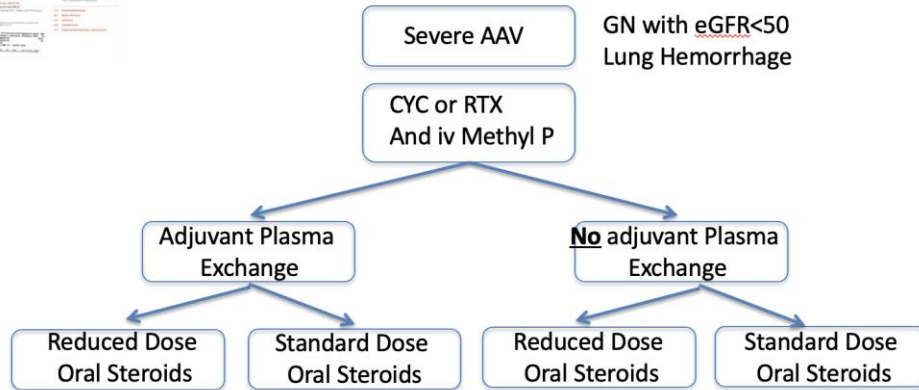 Severe AAV
GN with eGFR<50
Lung Hemorrhage
CYC or RTX
And iv Methyl P
Adjuvant Plasma
Exchange
No adjuvant Plasma
Exchange
Reduced Dose
Oral Steroids
Standard Dose
Oral Steroids
Reduced Dose
Oral Steroids
Standard Dose
Oral Steroids